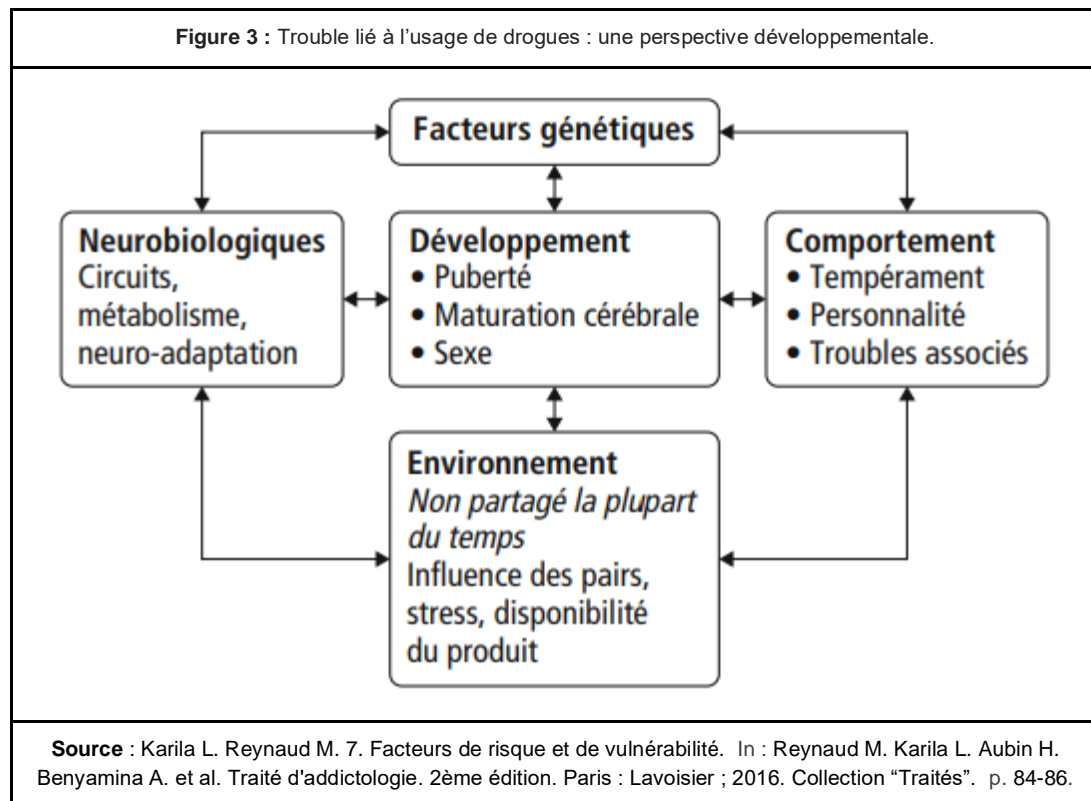 Figure 3 : Trouble lié à l'usage de drogues : une perspective développementale.
Facteurs génétiques
Neurobiologiques
Circuits,
métabolisme,
neuro-adaptation
Développement
• Puberté
• Maturation cérébrale
• Sexe
Comportement
• Tempérament
• Personnalité
• Troubles associés
Environnement
Non partagé la plupart
du temps
Influence des pairs,
stress, disponibilité
du produit
Source : Karila L. Reynaud M. 7. Facteurs de risque et de vulnérabilité. In : Reynaud M. Karila L. Aubin H.
Benyamina A. et al. Traité d'addictologie. 2ème édition. Paris : Lavoisier ; 2016. Collection “Traités”. p. 84-86.